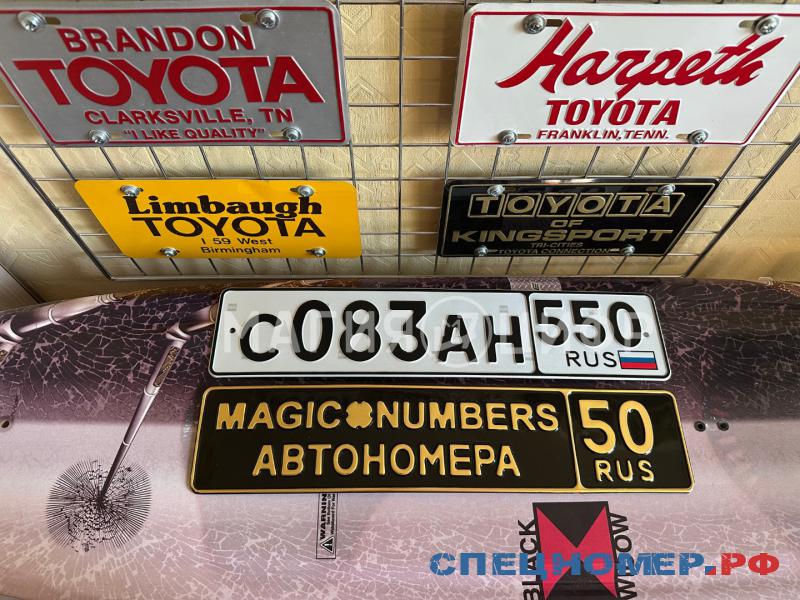 BRANDON
TOYOTA
CLARKSVILLE, TN
"I LIKE QUALITY"
Harpeth
TOYOTA
FRANKLIN, TENN.
Limbaugh
TOYOTA
I 59 West
Birmingham
TOYOTA
OF
KINGSPORT
TRI-CITIES
TOYOTA CONNECTION
С083АН 550
RUS
MAGIC NUMBERS
АВТОНОМЕРА
50
RUS
WARNING
BLACK
WIDOW
СПЕЦНОМЕР.РФ